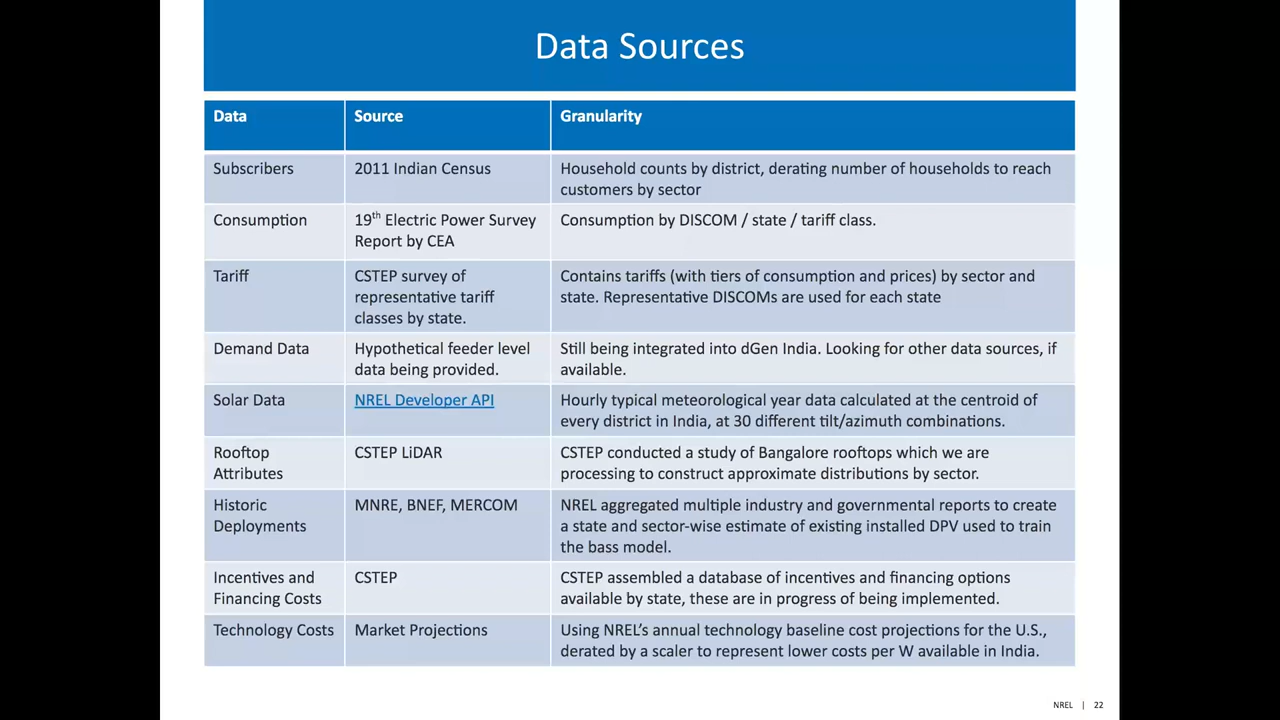 Data Sources
Data Source Granularity
Subscribers 2011 Indian Census Household counts by district, derating number of households to reach
customers by sector
Consumption 19th Electric Power Survey Consumption by DISCOM / state / tariff class.
Report by CEA
Tariff CSTEP survey of Contains tariffs (with tiers of consumption and prices) by sector and
representative tariff state. Representative DISCOMs are used for each state
classes by state.
Demand Data Hypothetical feeder level Still being integrated into dGen India. Looking for other data sources, if
data being provided. available.
Solar Data NREL Developer API Hourly typical meteorological year data calculated at the centroid of
every district in India, at 30 different tilt/azimuth combinations.
Rooftop CSTEP LiDAR CSTEP conducted a study of Bangalore rooftops which we are
Attributes processing to construct approximate distributions by sector.
Historic MNRE, BNEF, MERCOM NREL aggregated multiple industry and governmental reports to create
Deployments a state and sector-wise estimate of existing installed DPV used to train
the bass model.
Incentives and CSTEP CSTEP assembled a database of incentives and financing options
Financing Costs available by state, these are in progress of being implemented.
Technology Costs Market Projections Using NREL's annual technology baseline cost projections for the U.S.,
derated by a scaler to represent lower costs per W available in India.
NREL | 22